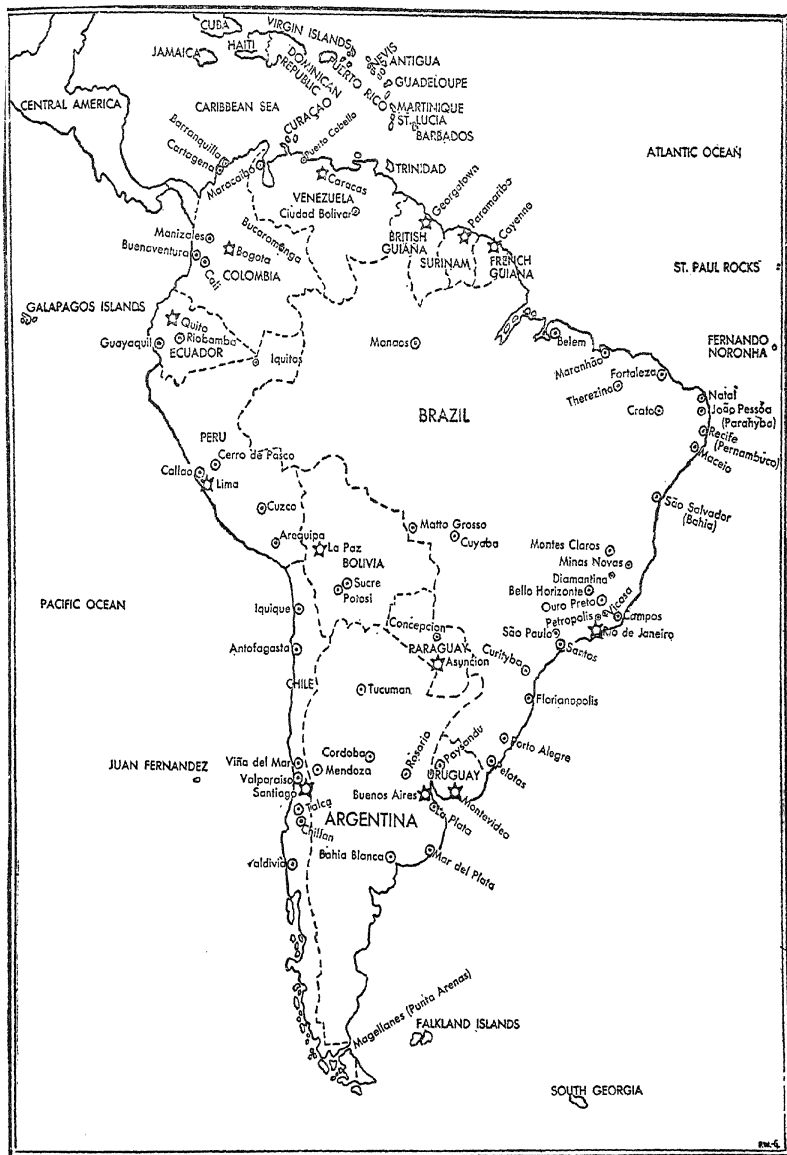 CUBA
VIRGIN ISLANDS
HAITI
JAMAICA
DOMINICAN
REPUBLIC
PUERTO RICO
NEVIS
ANTIGUA
GUADELOUPE
CENTRAL AMERICA
CARIBBEAN SEA
CURAÇAO
MARTINIQUE
ST. LUCIA
BARBADOS
Barranquilla
Cartagena
Maracaibo
Puerto Cabello
TRINIDAD
ATLANTIC OCEAN
Caracas
VENEZUELA
Ciudad Bolivar
Georgetown
Paramaribo
Cayenna
BRITISH
GUIANA
SURINAM
FRENCH
GUIANA
Manizales
Buenaventura
Bogota
Bucaromonga
Cali
COLOMBIA
ST. PAUL ROCKS
GALAPAGOS ISLANDS
Quito
Riobamba
Guayaquil
ECUADOR
Iquitos
Manaos
Belem
Maranhão
FERNANDO
NORONHA
Fortaleza
Therezina
Natal
João Pessôa
(Parahyba)
Crato
BRAZIL
Recife
(Pernambuco)
Maceio
PERU
Cerro de Pasco
Callao
Lima
São Salvador
(Bahia)
Cuzco
Matto Grosso
Cuyaba
Arequipa
La Paz
BOLIVIA
Montes Claros
Minas Novas
Diamantina
Sucre
Potosi
Bello Horizonte
Ouro Preto
Vicosa
PACIFIC OCEAN
Iquique
Petropolis
Campos
Concepcion
São Paulo
Rio de Janeiro
Santos
Antofagasta
RARAGUAY
Asyncion
Curityba
CHILE
Tucuman
Florianopolis
Porto Alegre
JUAN FERNANDEZ
Viña del Mar
Cordoba
Mendoza
Rosario
Paysandu
Pelotas
Valparaiso
Santiago
URUGUAY
Buenos Aires
Montevideo
La Plata
Talca
Chillan
ARGENTINA
Valdivia
Bahia Blanca
Mar del Plata
Magellanes (Punta Arenas)
FALKLAND ISLANDS
SOUTH GEORGIA